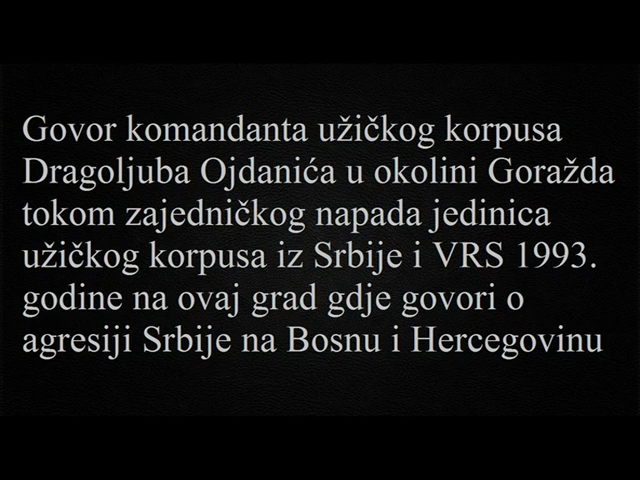 Govor komandanta užičkog korpusa
Dragoljuba Ojdanića u okolini Goražda
tokom zajedničkog napada jedinica
užičkog korpusa iz Srbije i VRS 1993.
godine na ovaj grad gdje govori o
agresiji Srbije na Bosnu i Hercegovinu